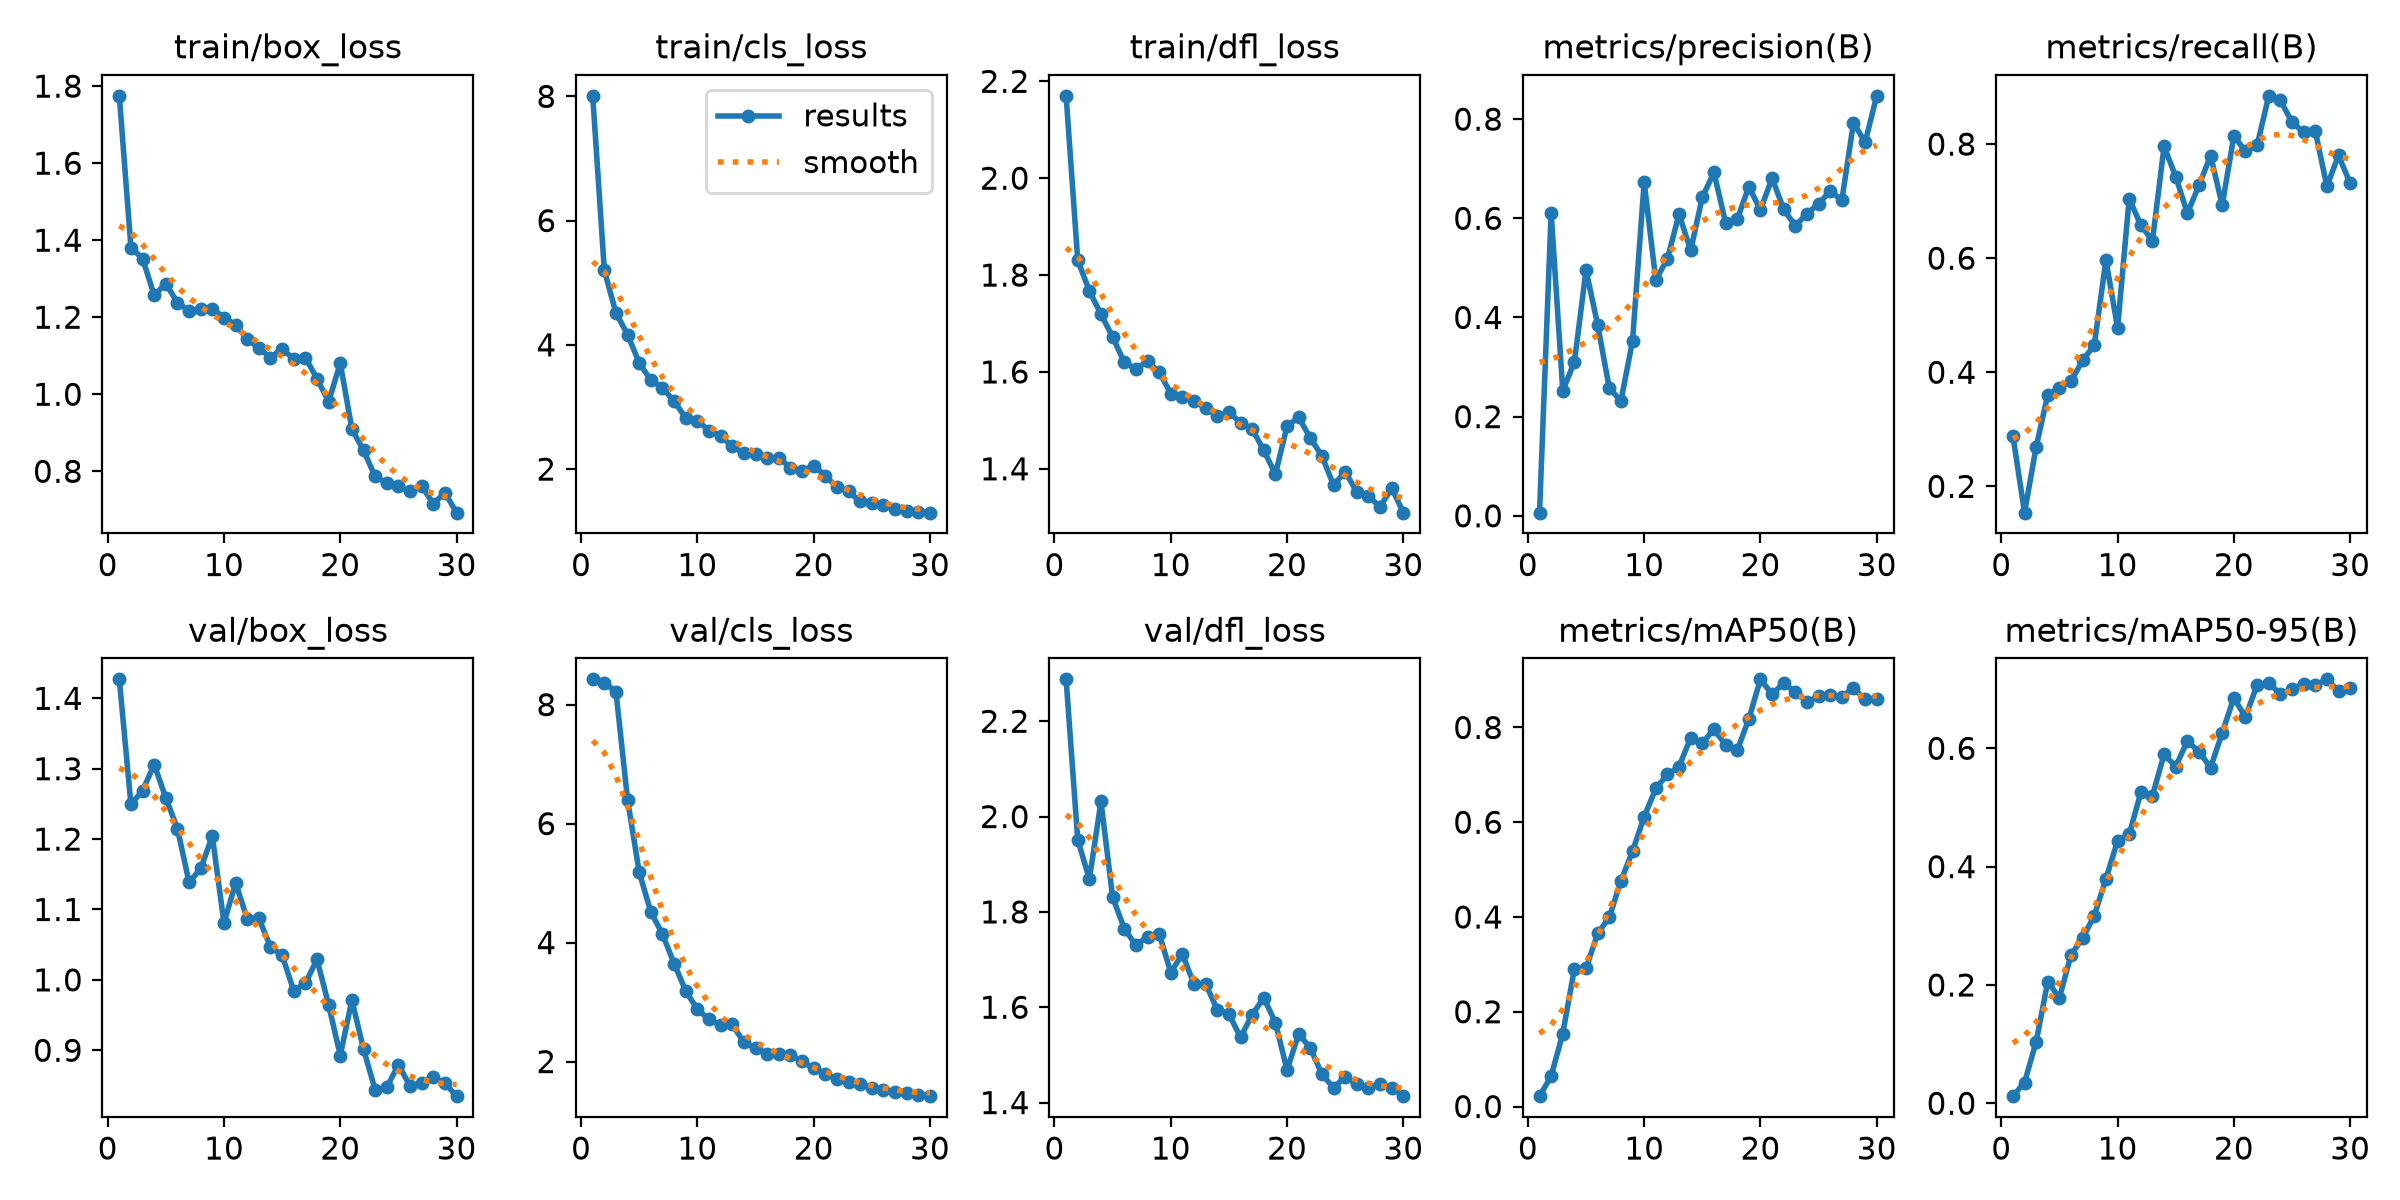 train/box_loss
1.8
1.6
1.4
1.2
1.0
0.8
0 10 20 30
train/cls_loss
results
smooth
8
6
4
2
0 10 20 30
train/dfl_loss
2.2
2.0
1.8
1.6
1.4
0 10 20 30
metrics/precision(B)
0.8
0.6
0.4
0.2
0.0
0 10 20 30
metrics/recall(B)
0.8
0.6
0.4
0.2
0 10 20 30
val/box_loss
1.4
1.3
1.2
1.1
1.0
0.9
0 10 20 30
val/cls_loss
8
6
4
2
0 10 20 30
val/dfl_loss
2.2
2.0
1.8
1.6
1.4
0 10 20 30
metrics/mAP50(B)
0.8
0.6
0.4
0.2
0.0
0 10 20 30
metrics/mAP50-95(B)
0.6
0.4
0.2
0.0
0 10 20 30